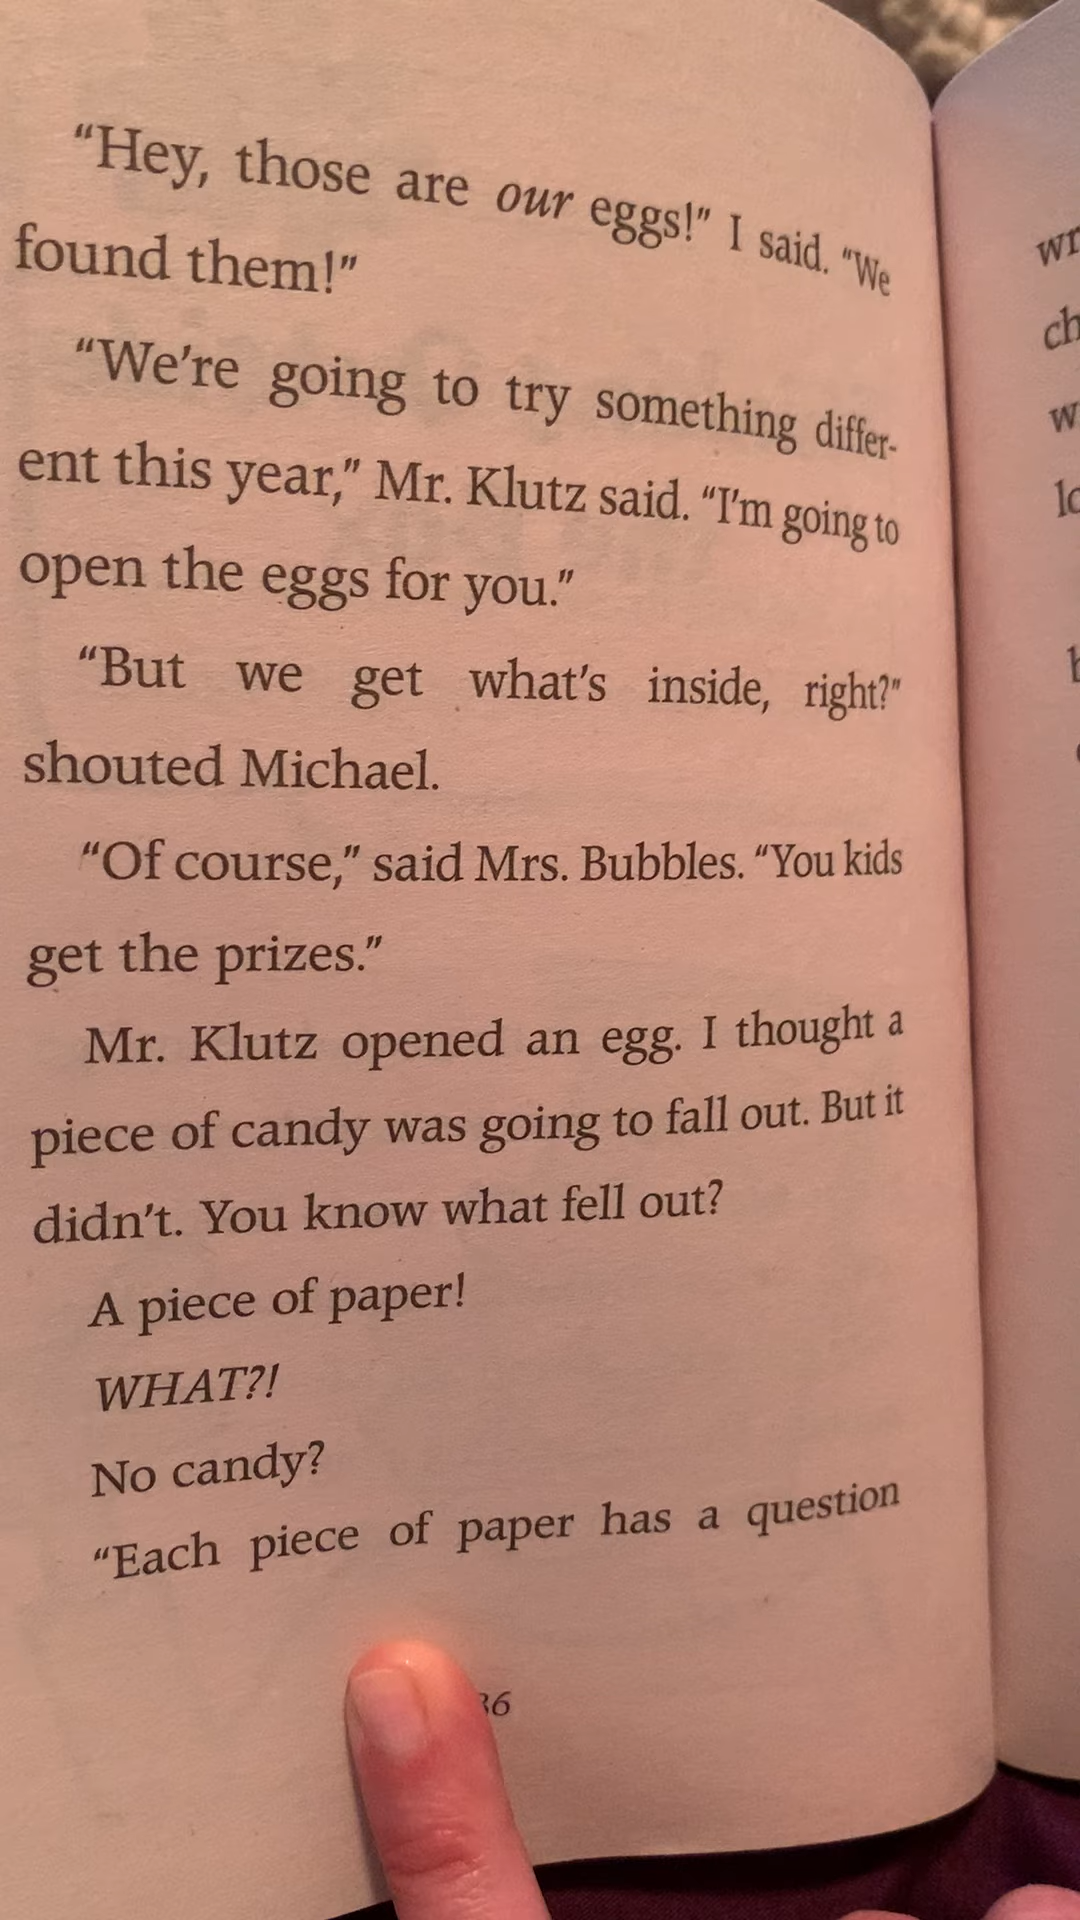 “Hey, those are our eggs!” I said. “We
found them!”
“We’re going to try something differ-
ent this year,” Mr. Klutz said. “I’m going to
open the eggs for you.”
“But we get what’s inside, right?”
shouted Michael.
“Of course,” said Mrs. Bubbles. “You kids
get the prizes.”
Mr. Klutz opened an egg. I thought a
piece of candy was going to fall out. But it
didn’t. You know what fell out?
A piece of paper!
WHAT?!
No candy?
“Each piece of paper has a question